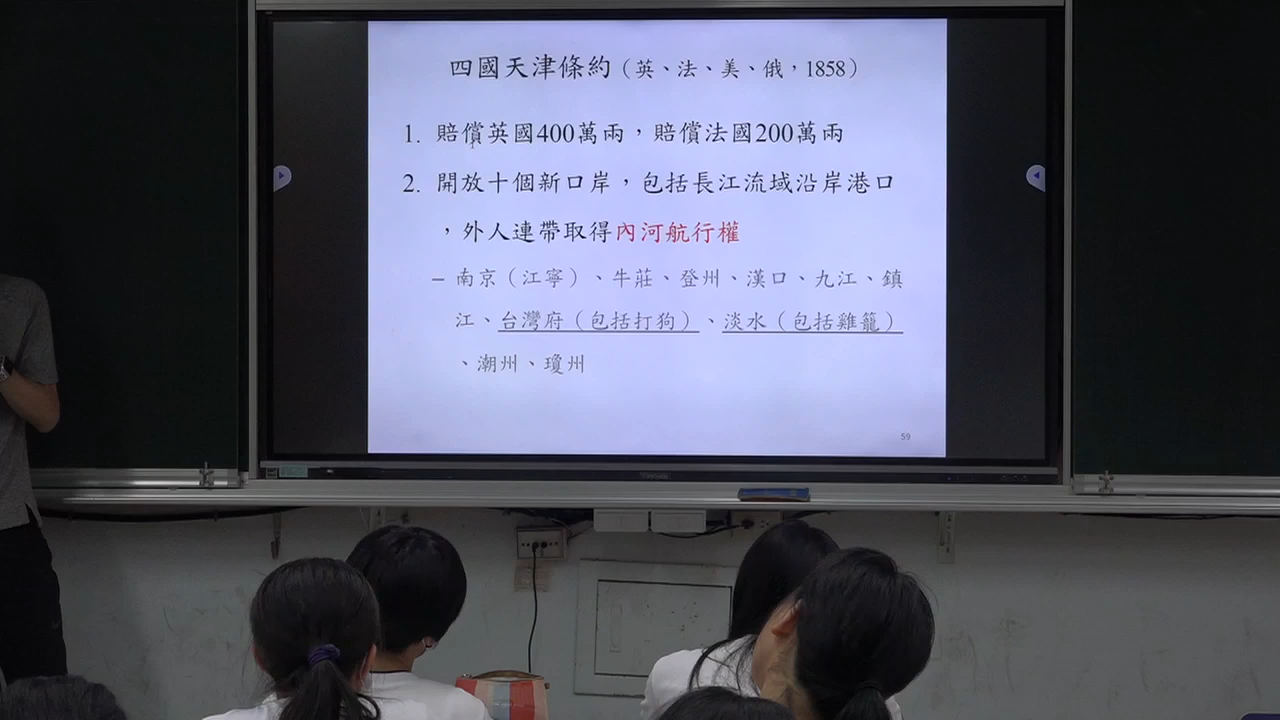 四國天津條約（英、法、美、俄，1858）
1. 賠償英國400萬兩，賠償法國200萬兩
2. 開放十個新口岸，包括長江流域沿岸港口
，外人連帶取得內河航行權
– 南京（江寧）、牛莊、登州、漢口、九江、鎮
江、台灣府（包括打狗）、淡水（包括雞籠）
、潮州、瓊州
59